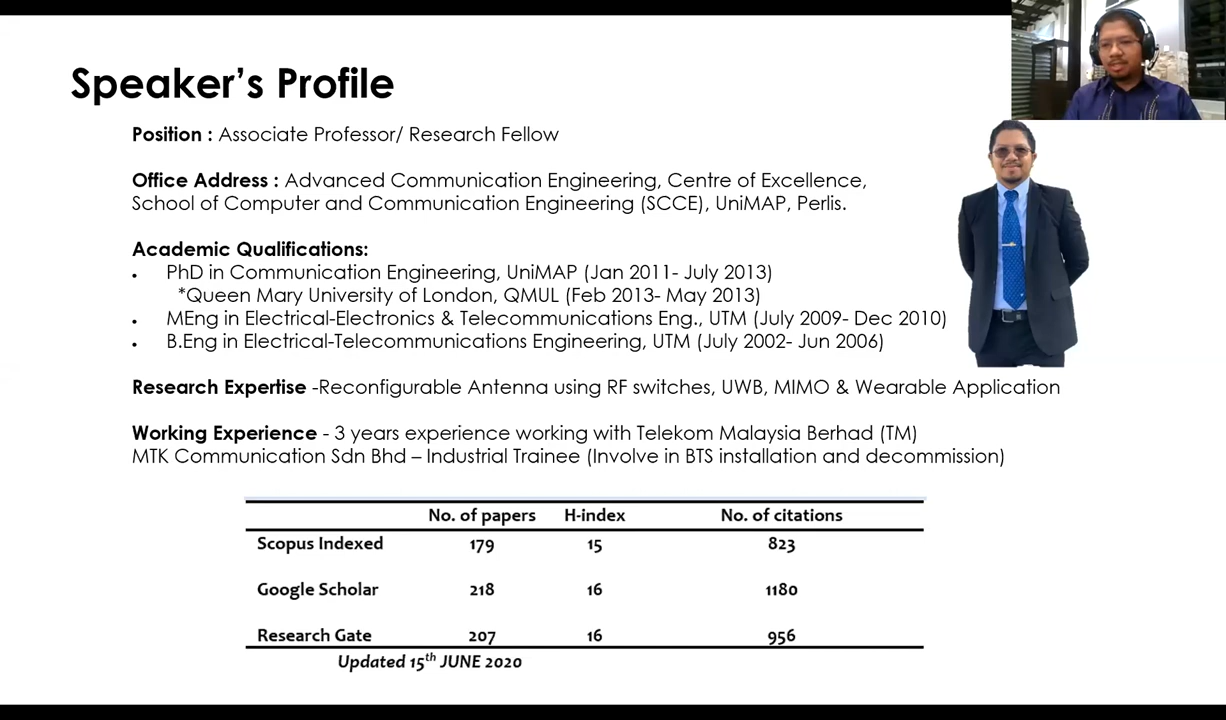 Speaker's Profile
Position : Associate Professor/ Research Fellow
Office Address : Advanced Communication Engineering, Centre of Excellence,
School of Computer and Communication Engineering (SCCE), UniMAP, Perlis.
Academic Qualifications:
• PhD in Communication Engineering, UniMAP (Jan 2011- July 2013)
*Queen Mary University of London, QMUL (Feb 2013- May 2013)
• MEng in Electrical-Electronics & Telecommunications Eng., UTM (July 2009- Dec 2010)
• B.Eng in Electrical-Telecommunications Engineering, UTM (July 2002- Jun 2006)
Research Expertise -Reconfigurable Antenna using RF switches, UWB, MIMO & Wearable Application
Working Experience - 3 years experience working with Telekom Malaysia Berhad (TM)
MTK Communication Sdn Bhd – Industrial Trainee (Involve in BTS installation and decommission)
No. of papers H-index No. of citations
Scopus Indexed 179 15 823
Google Scholar 218 16 1180
Research Gate 207 16 956
Updated 15th JUNE 2020